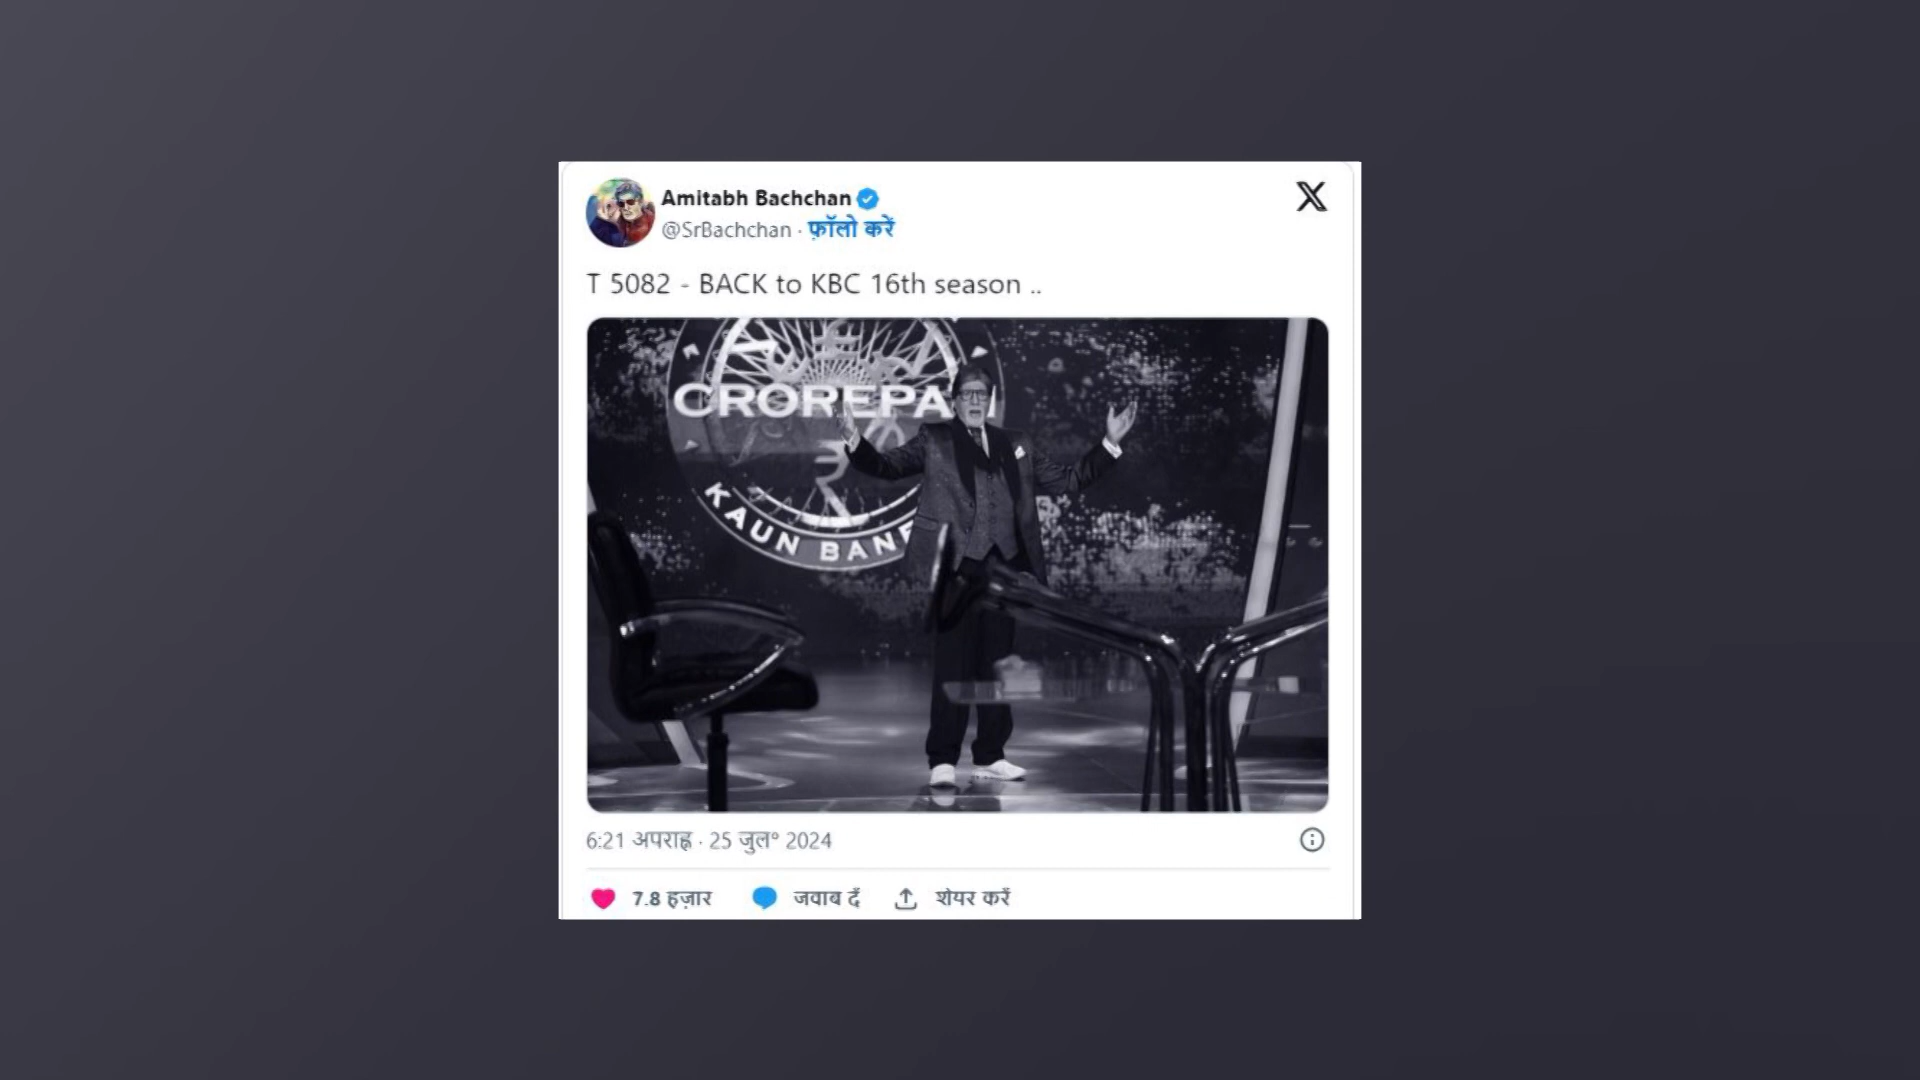 Amitabh Bachchan
@SrBachchan · फ़ॉलो करें
T 5082 - BACK to KBC 16th season ..
CROREPA
KAUN BANE
6:21 अपराह्न · 25 जुल॰ 2024
7.8 हज़ार जवाब दें शेयर करें